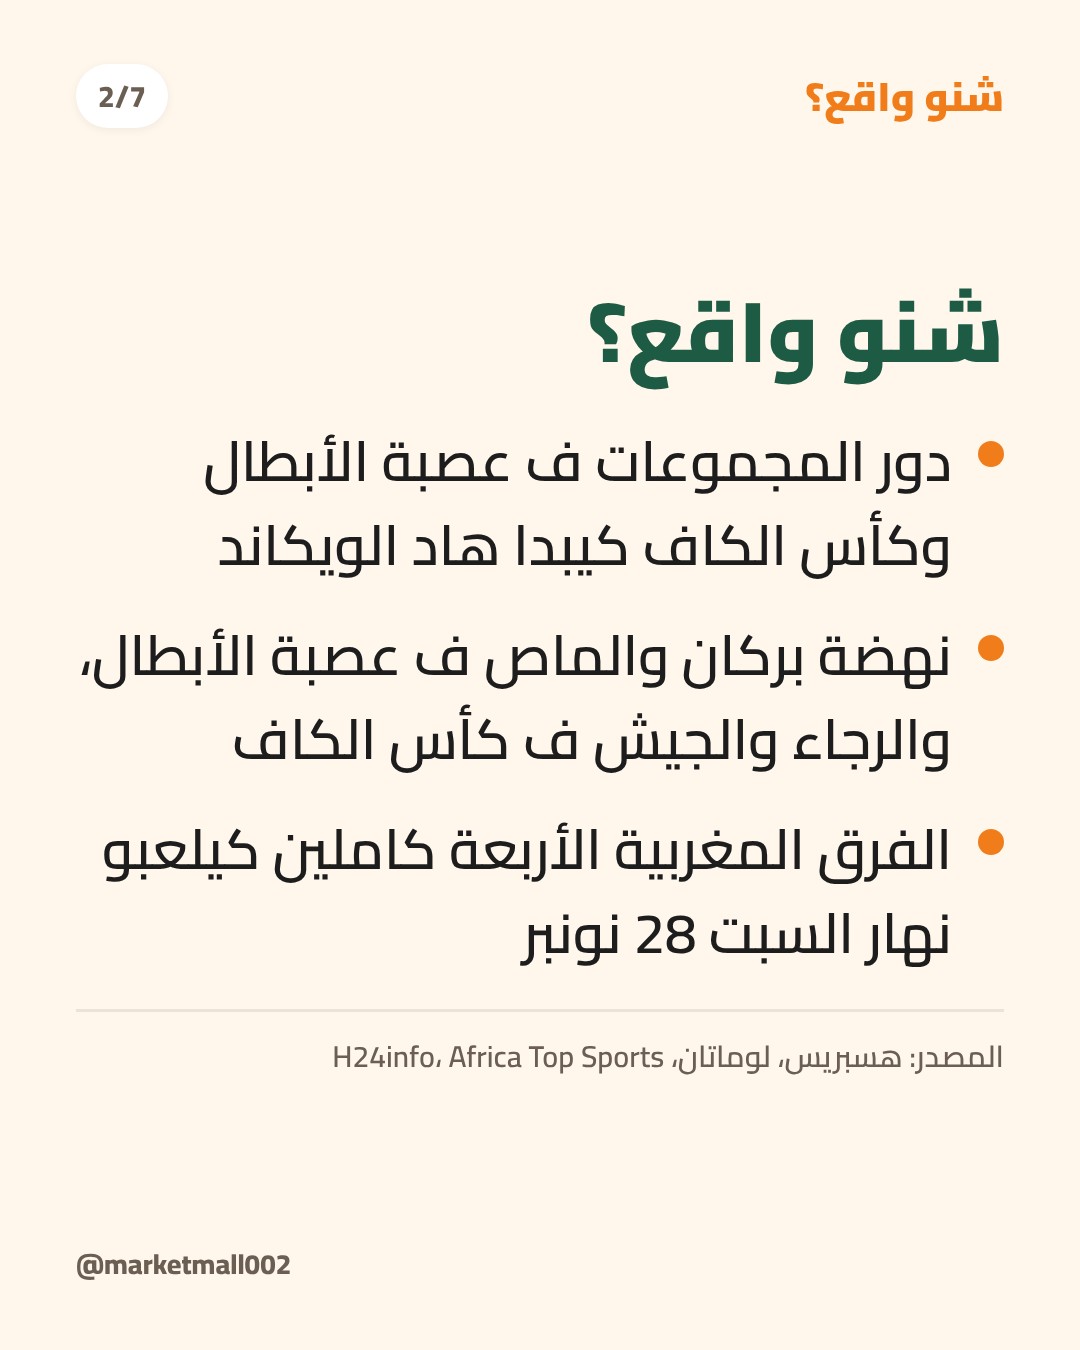 شنو واقع؟
2/7
شنو واقع؟
دور المجموعات ف عصبة الأبطال
وكأس الكاف كيبدا هاد الويكاند
نهضة بركان والماص ف عصبة الأبطال،
والرجاء والجيش ف كأس الكاف
الفرق المغربية الأربعة كاملين كيلعبو
نهار السبت 28 نونبر
المصدر: هسبريس، لوماتان، H24info، Africa Top Sports
@marketmall002